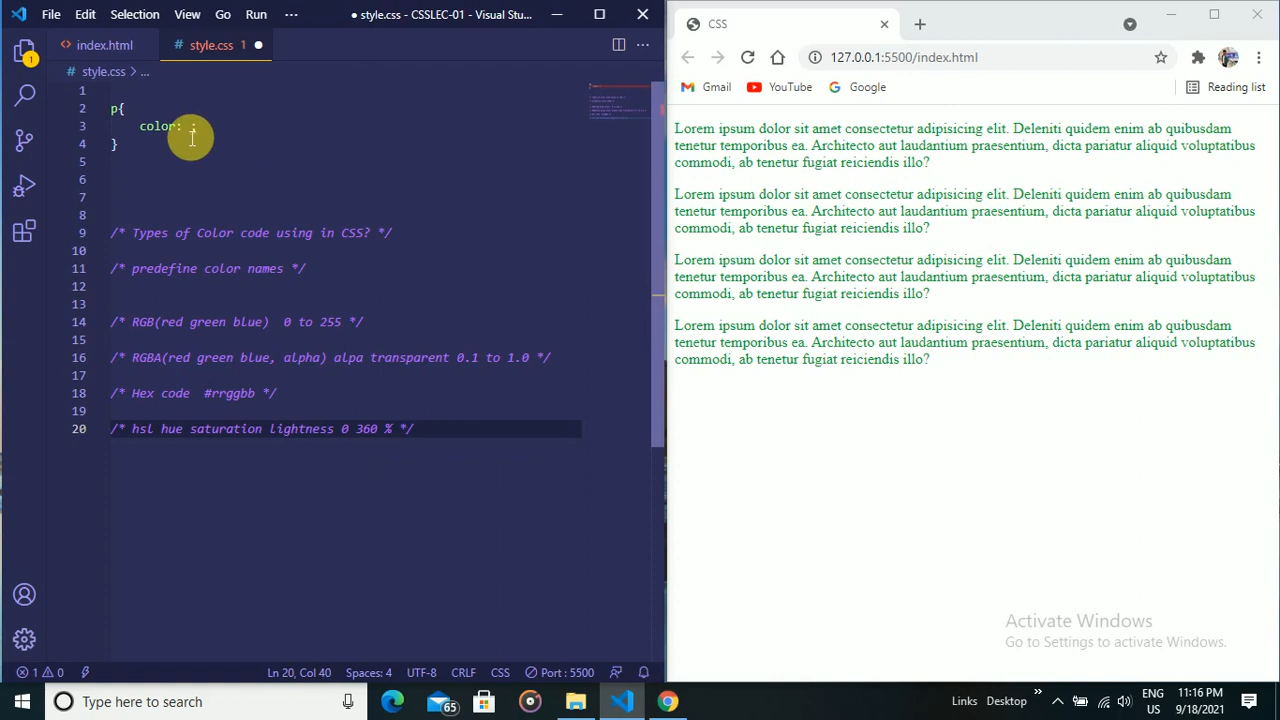 File Edit Selection View Go Run ● style.css - CSSLEC-01 - Visual Studio...
index.html style.css 1
style.css > ...
1
2 p{
3 color: ;
4 }
5
6
7
8
9 /* Types of Color code using in CSS? */
10
11 /* predefine color names */
12
13
14 /* RGB(red green blue)  0 to 255 */
15
16 /* RGBA(red green blue, alpha) alpa transparent 0.1 to 1.0 */
17
18 /* Hex code  #rrggbb */
19
20 /* hsl hue saturation lightness 0 360 % */
1
1 0 Ln 20, Col 40 Spaces: 4 UTF-8 CRLF CSS Port : 5500
CSS
127.0.0.1:5500/index.html
Gmail YouTube Google Reading list
Lorem ipsum dolor sit amet consectetur adipisicing elit. Deleniti quidem enim ab quibusdam
tenetur temporibus ea. Architecto aut laudantium praesentium, dicta pariatur aliquid voluptatibus
commodi, ab tenetur fugiat reiciendis illo?
Lorem ipsum dolor sit amet consectetur adipisicing elit. Deleniti quidem enim ab quibusdam
tenetur temporibus ea. Architecto aut laudantium praesentium, dicta pariatur aliquid voluptatibus
commodi, ab tenetur fugiat reiciendis illo?
Lorem ipsum dolor sit amet consectetur adipisicing elit. Deleniti quidem enim ab quibusdam
tenetur temporibus ea. Architecto aut laudantium praesentium, dicta pariatur aliquid voluptatibus
commodi, ab tenetur fugiat reiciendis illo?
Lorem ipsum dolor sit amet consectetur adipisicing elit. Deleniti quidem enim ab quibusdam
tenetur temporibus ea. Architecto aut laudantium praesentium, dicta pariatur aliquid voluptatibus
commodi, ab tenetur fugiat reiciendis illo?
Activate Windows
Go to Settings to activate Windows.
Type here to search 65 Links Desktop » ENG 11:16 PM
US 9/18/2021